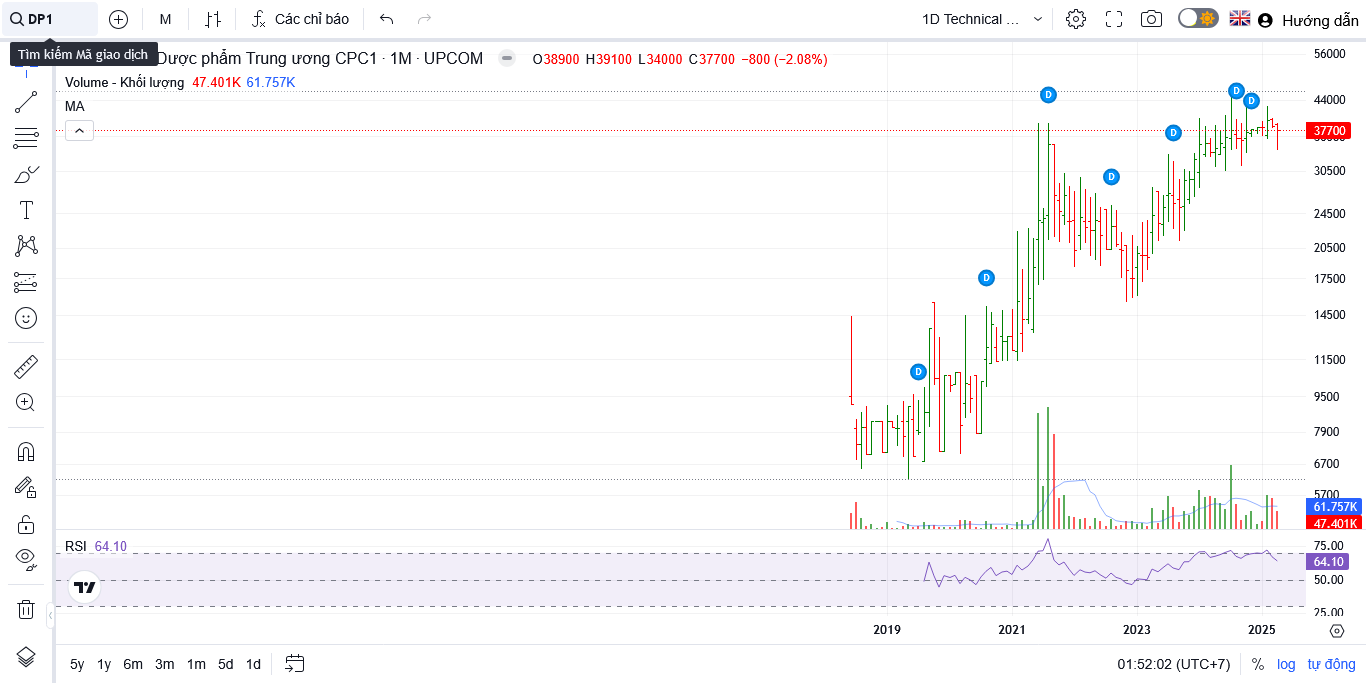 DP1
M
Các chỉ báo
1D Technical ...
Hướng dẫn
Tìm kiếm Mã giao dịch
Dược phẩm Trung ương CPC1 · 1M · UPCOM
O38900 H39100 L34000 C37700 −800 (−2.08%)
Volume - Khối lượng 47.401K 61.757K
MA
56000
44000
37700
30500
24500
20500
17500
14500
11500
9500
7900
6700
5700
61.757K
47.401K
D
D
D
D
D
D
D
RSI 64.10
75.00
64.10
50.00
25.00
2019
2021
2023
2025
5y 1y 6m 3m 1m 5d 1d
01:52:02 (UTC+7)
% log tự động